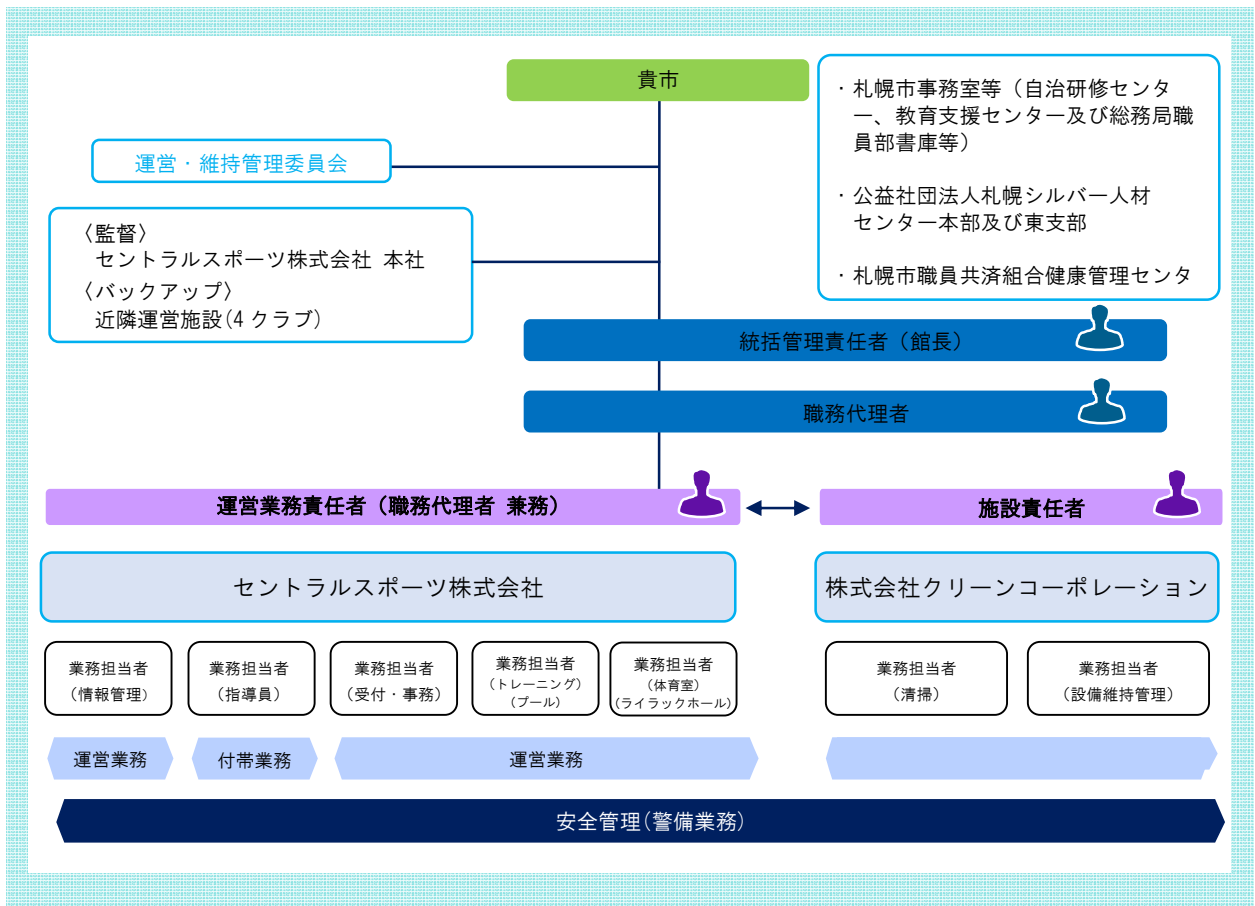 貴市
・札幌市事務室等（自治研修センタ
ー、教育支援センター及び総務局職
員部書庫等）
・公益社団法人札幌シルバー人材
センター本部及び東支部
・札幌市職員共済組合健康管理センタ
運営・維持管理委員会
〈監督〉
セントラルスポーツ株式会社 本社
〈バックアップ〉
近隣運営施設(4クラブ)
統括管理責任者（館長）
職務代理者
運営業務責任者（職務代理者 兼務）
施設責任者
セントラルスポーツ株式会社
株式会社クリーンコーポレーション
業務担当者
（情報管理）
業務担当者
（指導員）
業務担当者
（受付・事務）
業務担当者
（トレーニング）
（プール）
業務担当者
（体育室）
（ライラックホール）
業務担当者
（清掃）
業務担当者
（設備維持管理）
運営業務
付帯業務
運営業務
安全管理(警備業務)